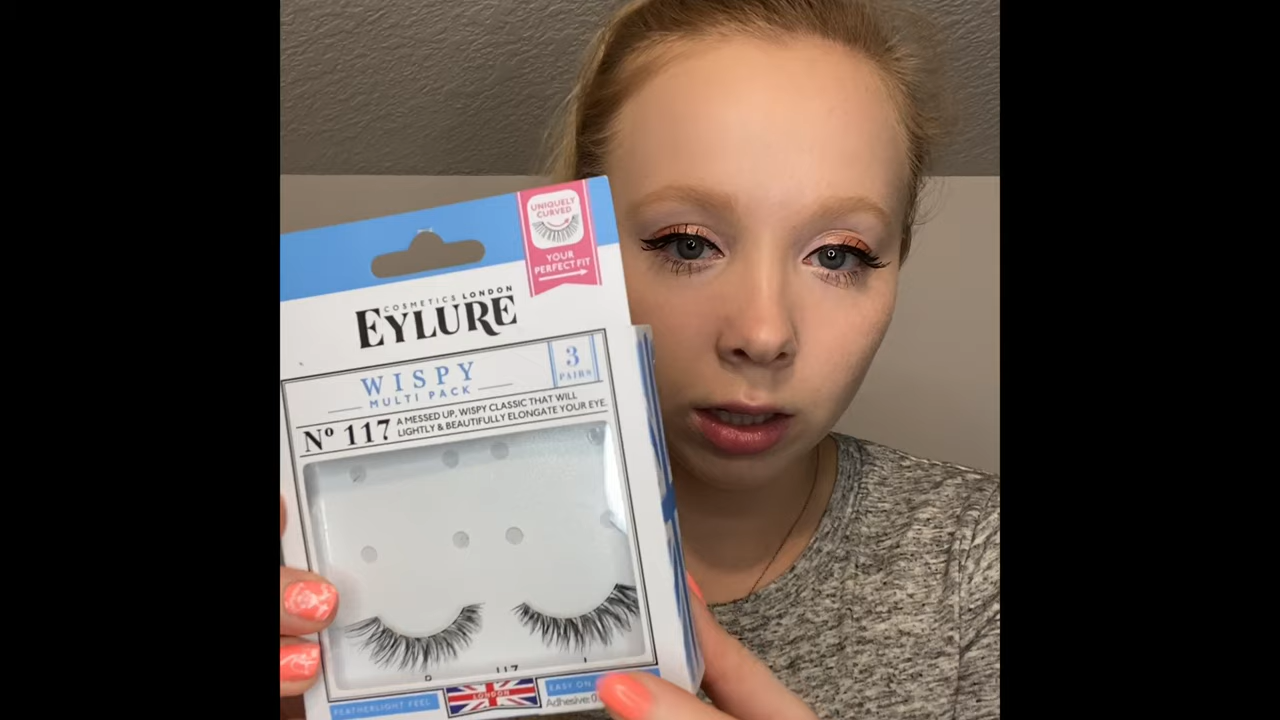 UNIQUELY
CURVED
YOUR
PERFECT FIT
COSMETICS LONDON
EYLURE
WISPY
MULTI PACK
3
PAIRS
Nº 117
A MESSED UP, WISPY CLASSIC THAT WILL
LIGHTLY & BEAUTIFULLY ELONGATE YOUR EYE.
117
FEATHERLIGHT FEEL
LONDON
EASY ON
Adhesive